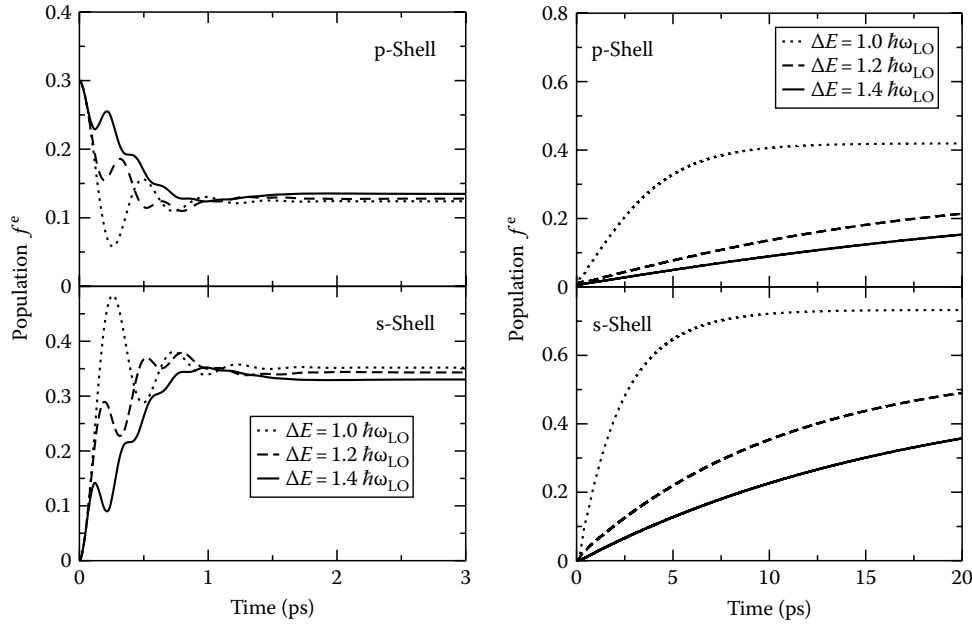 p-Shell
0.4
0.3
0.2
0.1
0
Population f^e
s-Shell
0.4
0.3
0.2
0.1
0
ΔE = 1.0 ħω_LO
ΔE = 1.2 ħω_LO
ΔE = 1.4 ħω_LO
0 1 2 3
Time (ps)
p-Shell
ΔE = 1.0 ħω_LO
ΔE = 1.2 ħω_LO
ΔE = 1.4 ħω_LO
0.8
0.6
0.4
0.2
0
Population f^e
s-Shell
0.6
0.4
0.2
0
0 5 10 15 20
Time (ps)